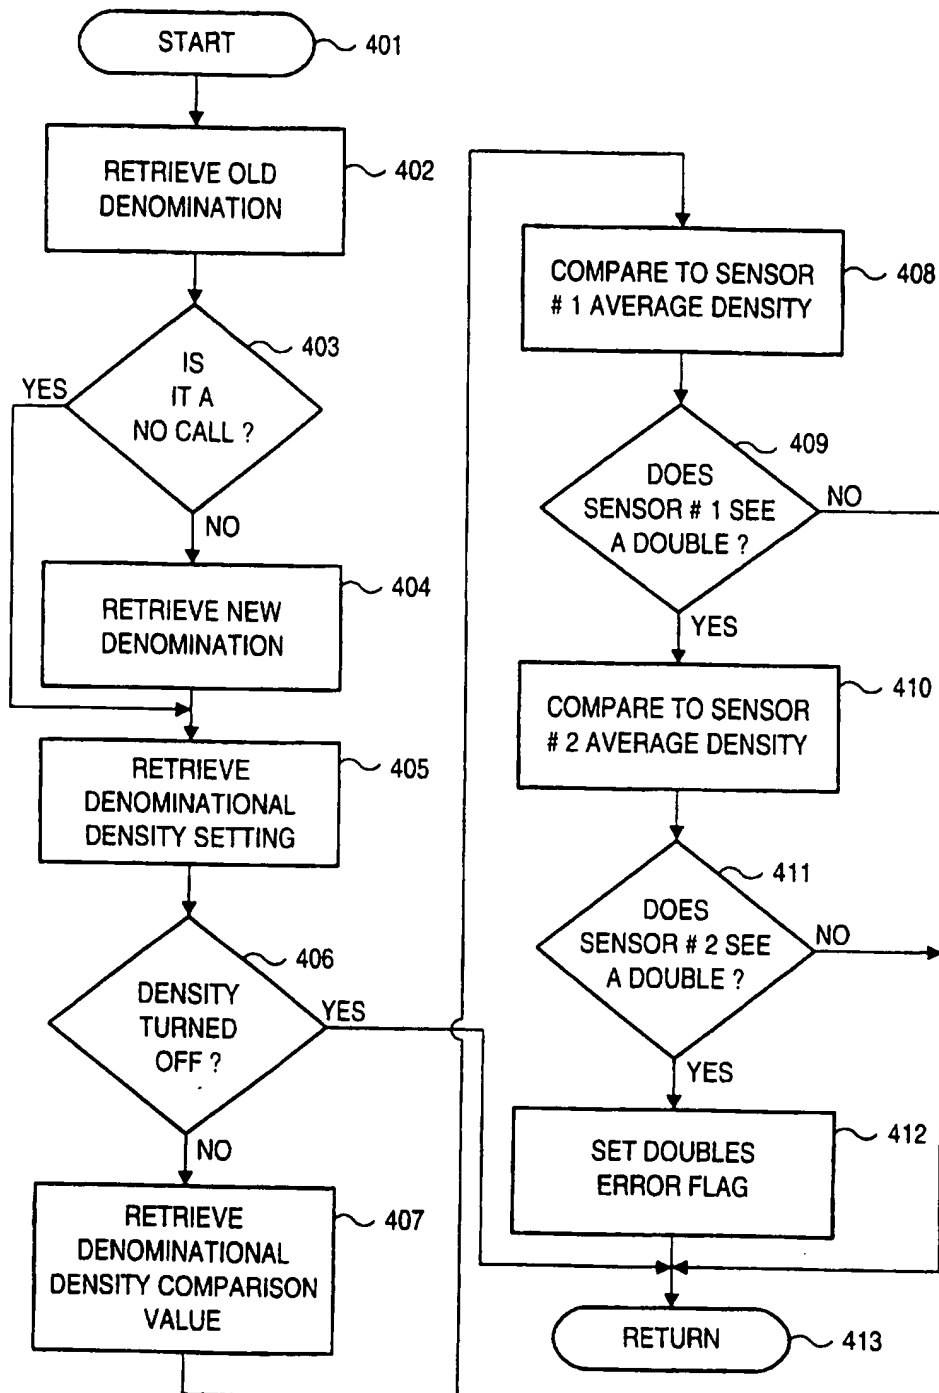 START
401
RETRIEVE OLD
DENOMINATION
402
IS
IT A
NO CALL ?
403
YES
NO
RETRIEVE NEW
DENOMINATION
404
RETRIEVE
DENOMINATIONAL
DENSITY SETTING
405
DENSITY
TURNED
OFF ?
406
YES
NO
RETRIEVE
DENOMINATIONAL
DENSITY COMPARISON
VALUE
407
COMPARE TO SENSOR
# 1 AVERAGE DENSITY
408
DOES
SENSOR # 1 SEE
A DOUBLE ?
409
NO
YES
COMPARE TO SENSOR
# 2 AVERAGE DENSITY
410
DOES
SENSOR # 2 SEE
A DOUBLE ?
411
NO
YES
SET DOUBLES
ERROR FLAG
412
RETURN
413